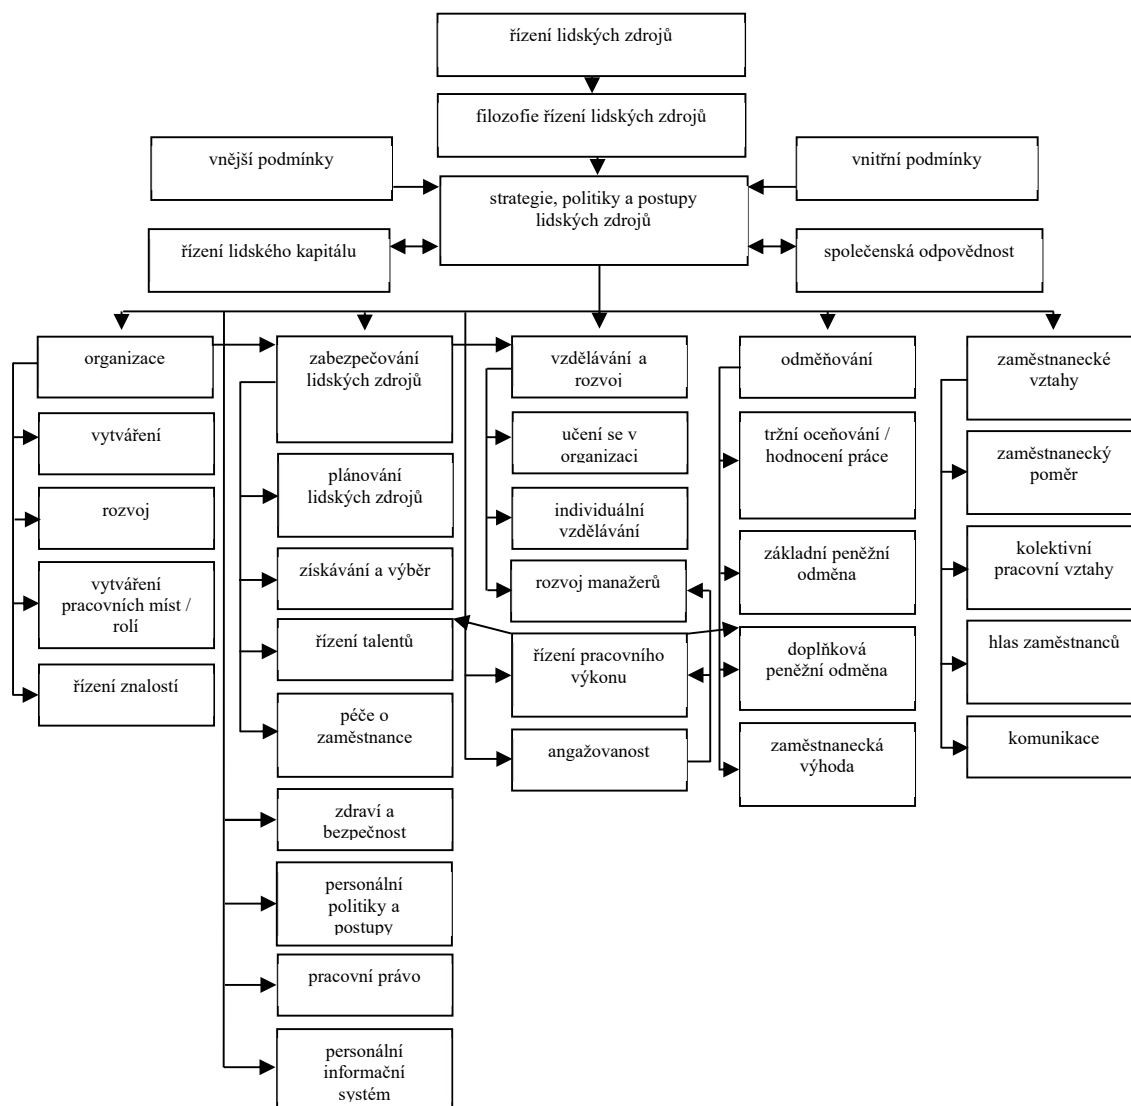 řízení lidských zdrojů
filozofie řízení lidských zdrojů
vnější podmínky
vnitřní podmínky
strategie, politiky a postupy
lidských zdrojů
řízení lidského kapitálu
společenská odpovědnost
organizace
vytváření
rozvoj
vytváření
pracovních míst /
rolí
řízení znalostí
zabezpečování
lidských zdrojů
plánování
lidských zdrojů
získávání a výběr
řízení talentů
péče o
zaměstnance
zdraví a
bezpečnost
personální
politiky a
postupy
pracovní právo
personální
informační
systém
vzdělávání a
rozvoj
učení se v
organizaci
individuální
vzdělávání
rozvoj manažerů
řízení pracovního
výkonu
angažovanost
odměňování
tržní oceňování /
hodnocení práce
základní peněžní
odměna
doplňková
peněžní odměna
zaměstnanecká
výhoda
zaměstnanecké
vztahy
zaměstnanecký
poměr
kolektivní
pracovní vztahy
hlas zaměstnanců
komunikace